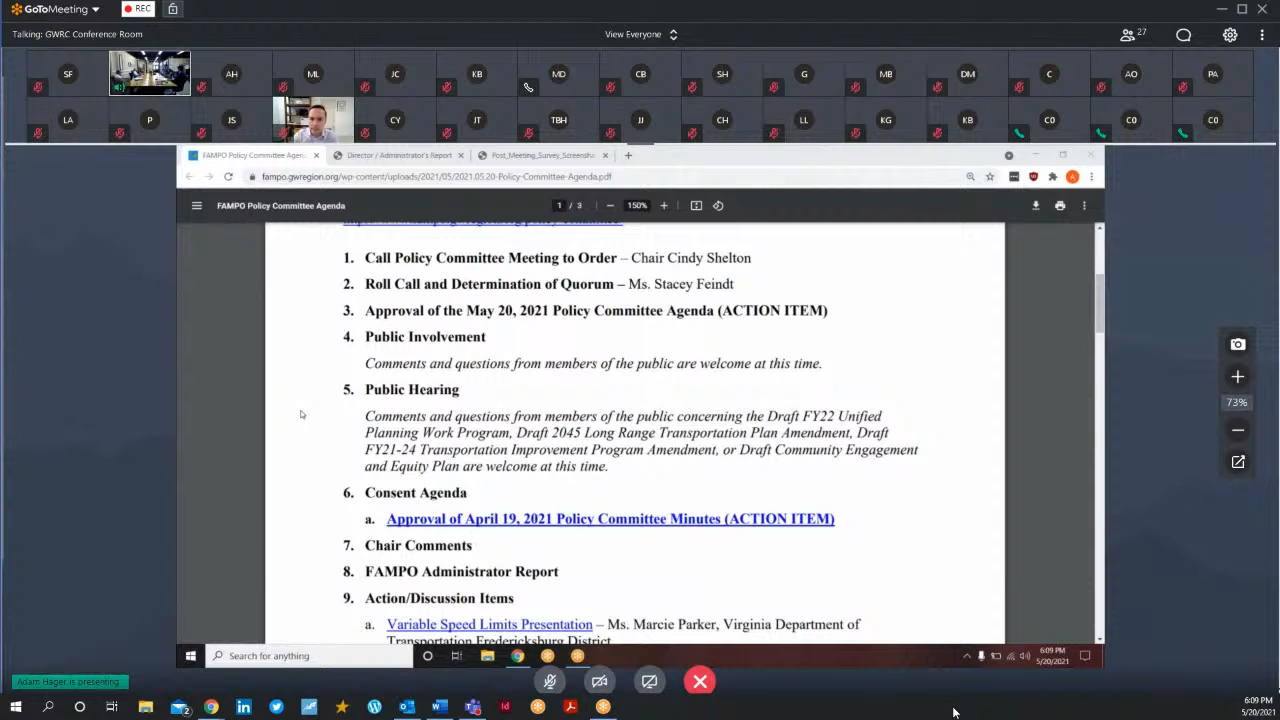 GoToMeeting
REC
Talking: GWRC Conference Room
View Everyone
27
SF AH ML JC KB MD CB SH G MB DM C AO PA
LA P JS CY JT TBH JJ CH LL KG KB C0 C0 C0
FAMPO Policy Committee Agen
Director / Administrator's Report
Post_Meeting_Survey_Screensh
fampo.gwregion.org/wp-content/uploads/2021/05/2021.05.20-Policy-Committee-Agenda.pdf
FAMPO Policy Committee Agenda
1 / 3
150%
1. Call Policy Committee Meeting to Order – Chair Cindy Shelton
2. Roll Call and Determination of Quorum – Ms. Stacey Feindt
3. Approval of the May 20, 2021 Policy Committee Agenda (ACTION ITEM)
4. Public Involvement
Comments and questions from members of the public are welcome at this time.
5. Public Hearing
Comments and questions from members of the public concerning the Draft FY22 Unified
Planning Work Program, Draft 2045 Long Range Transportation Plan Amendment, Draft
FY21-24 Transportation Improvement Program Amendment, or Draft Community Engagement
and Equity Plan are welcome at this time.
6. Consent Agenda
a. Approval of April 19, 2021 Policy Committee Minutes (ACTION ITEM)
7. Chair Comments
8. FAMPO Administrator Report
9. Action/Discussion Items
a. Variable Speed Limits Presentation – Ms. Marcie Parker, Virginia Department of
Transportation Fredericksburg District
73%
Search for anything
6:09 PM
5/20/2021
Adam Hager is presenting
6:09 PM
5/20/2021